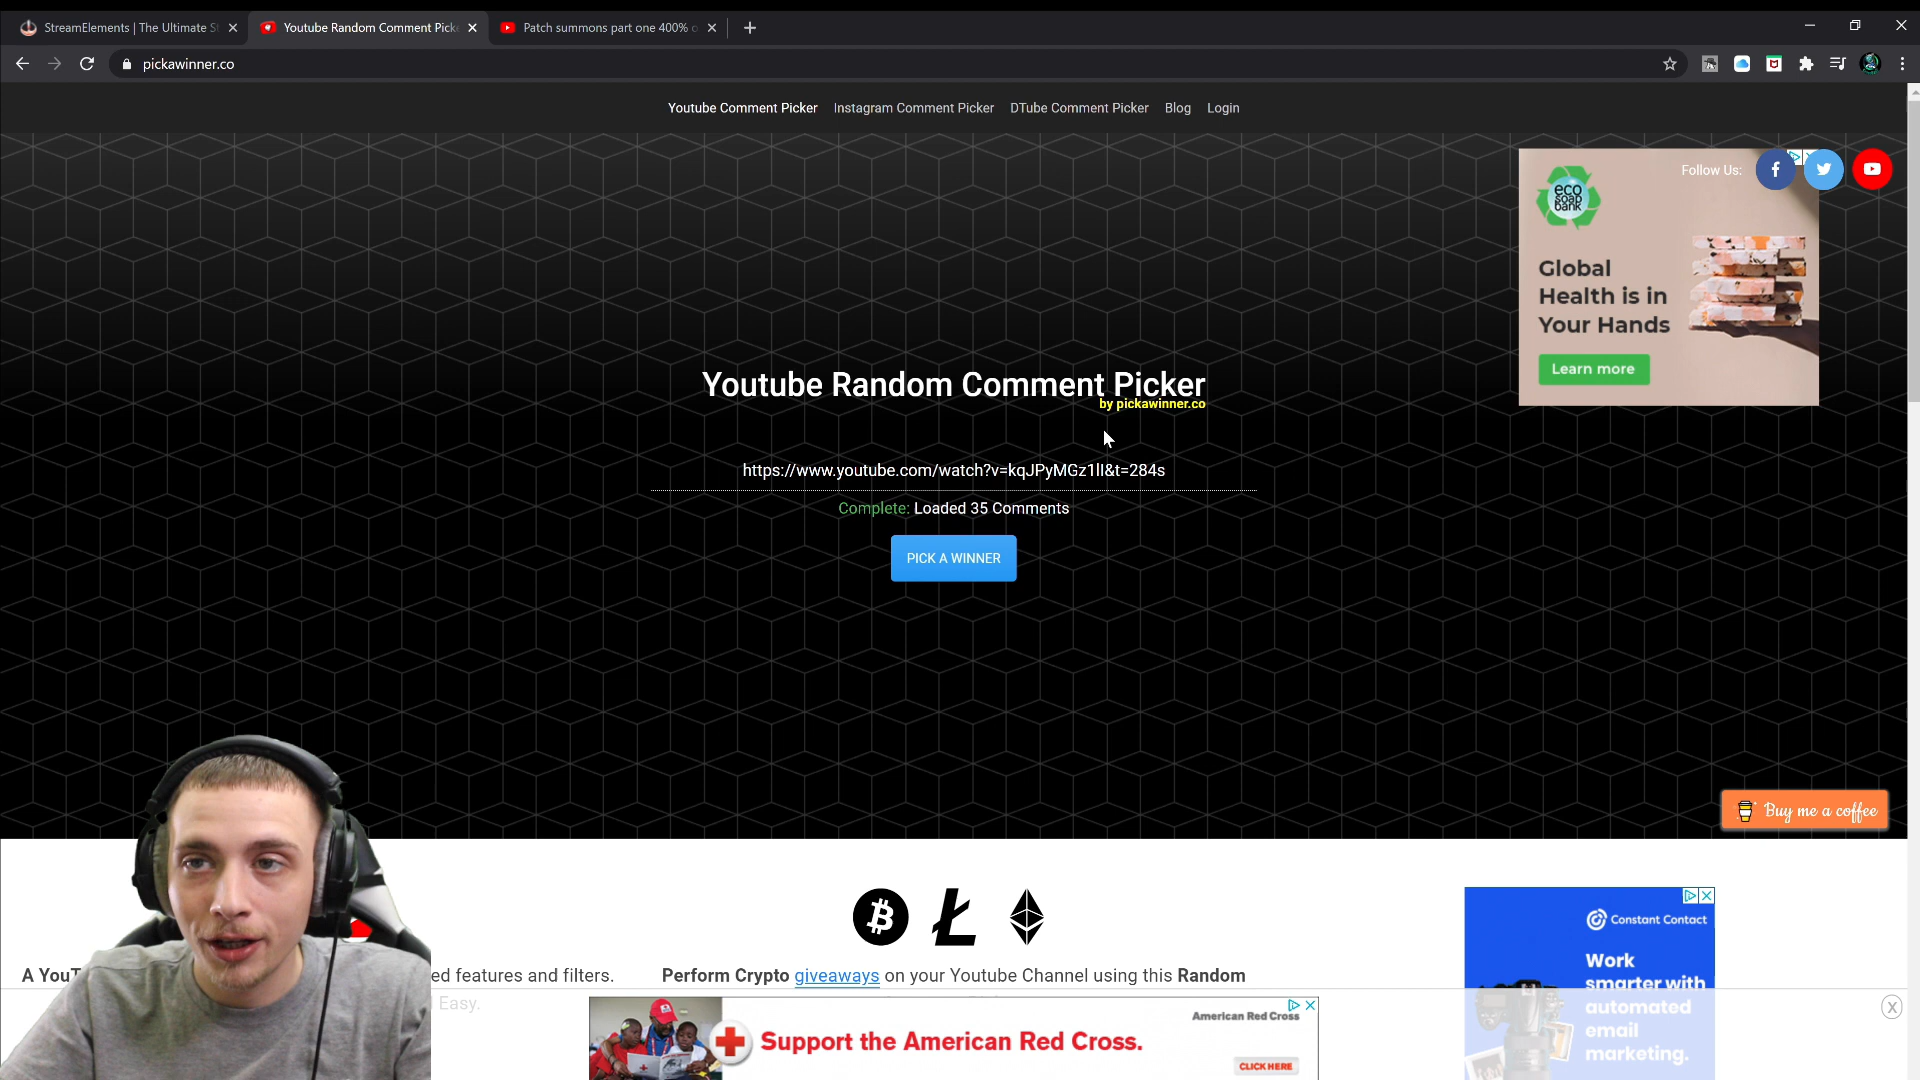 StreamElements | The Ultimate S
Youtube Random Comment Pick
Patch summons part one 400% o
pickawinner.co
Youtube Comment Picker
Instagram Comment Picker
DTube Comment Picker
Blog
Login
Follow Us:
eco
soap
bank
Global
Health is in
Your Hands
Learn more
Youtube Random Comment Picker
by pickawinner.co
https://www.youtube.com/watch?v=kqJPyMGz1lI&t=284s
Complete: Loaded 35 Comments
PICK A WINNER
Buy me a coffee
A YouT
ed features and filters.
Easy.
Perform Crypto giveaways on your Youtube Channel using this Random
Constant Contact
Work
smarter with
automated
email
marketing.
American Red Cross
Support the American Red Cross.
CLICK HERE